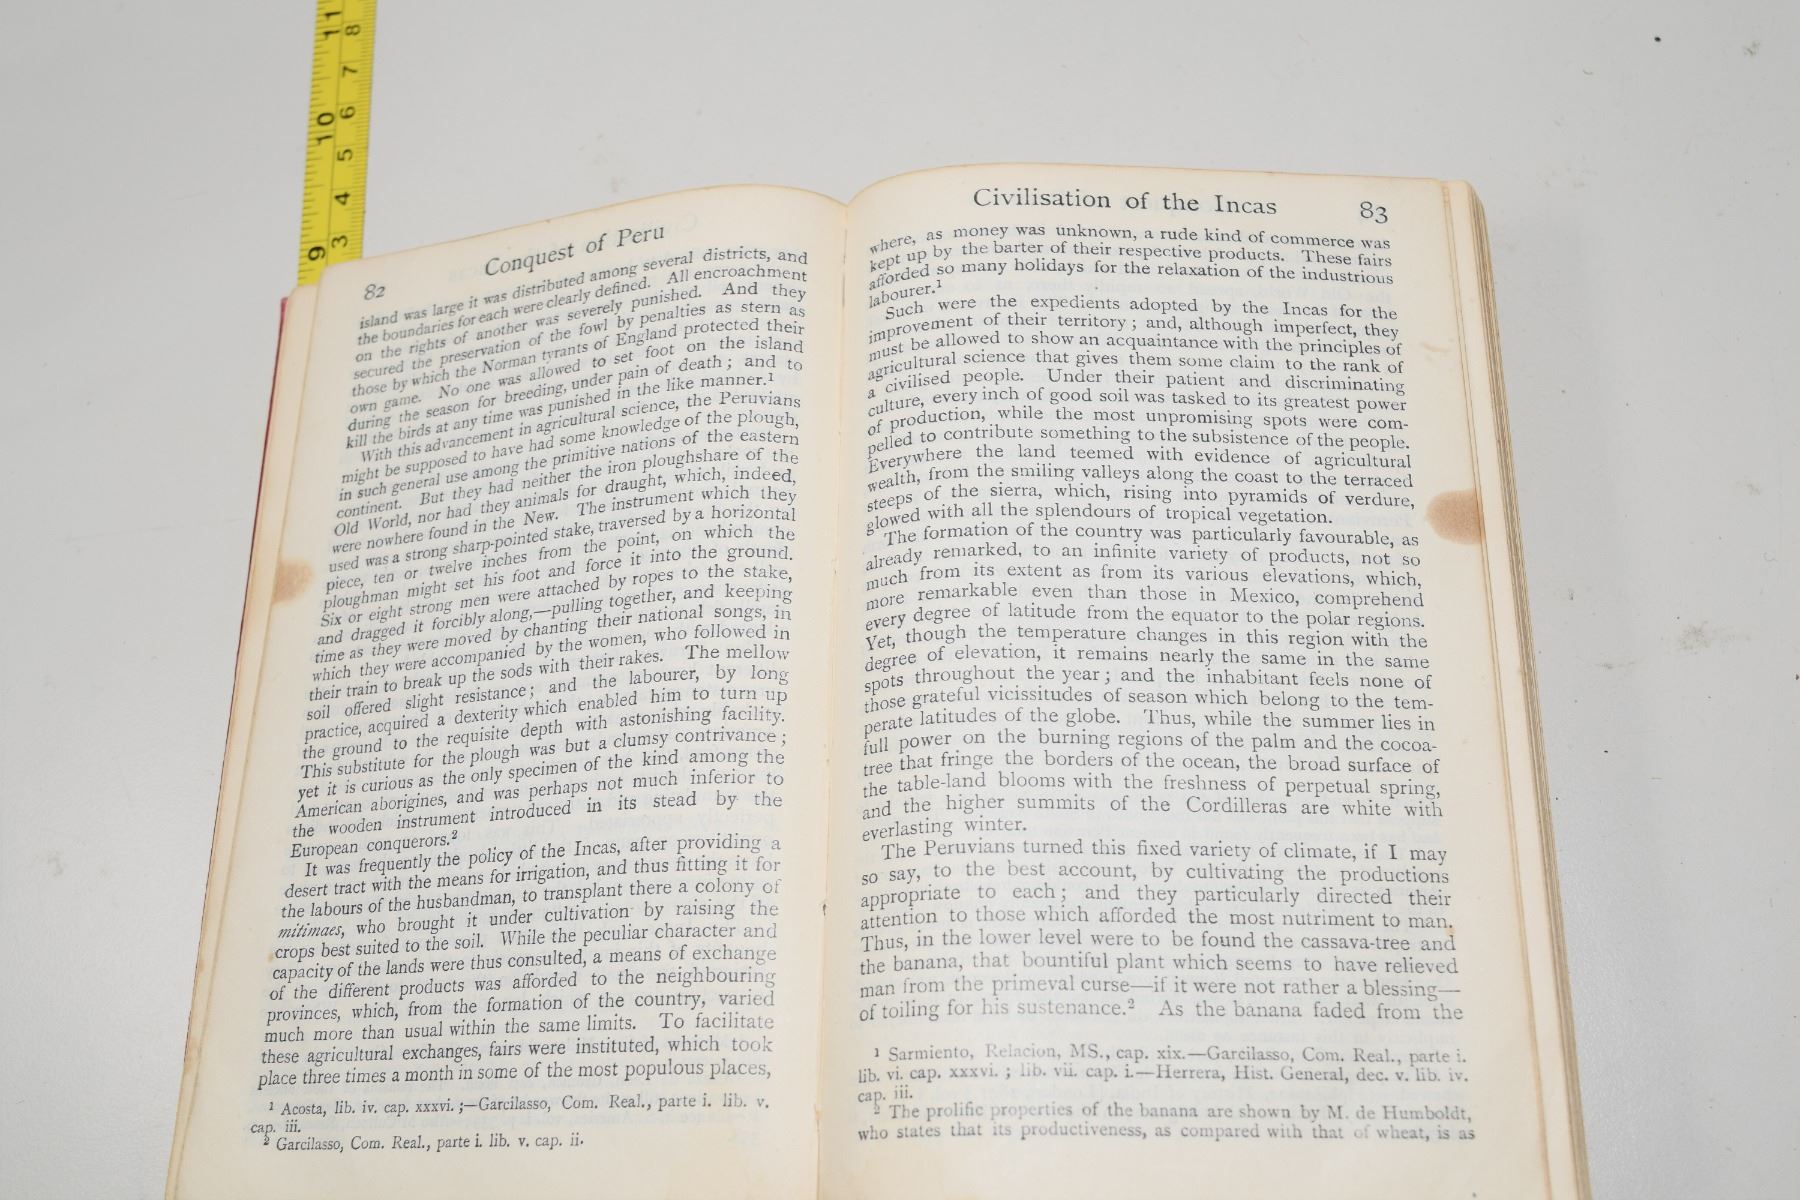 11
8
7
10
6
5
4
9
3
82
Conquest of Peru
island was large it was distributed among several districts, and
the boundaries for each were clearly defined. All encroachment
on the rights of another was severely punished. And they
secured the preservation of the fowl by penalties as stern as
those by which the Norman tyrants of England protected their
own game. No one was allowed to set foot on the island
during the season for breeding, under pain of death; and to
kill the birds at any time was punished in the like manner.¹
With this advancement in agricultural science, the Peruvians
might be supposed to have had some knowledge of the plough,
in such general use among the primitive nations of the eastern
continent. But they had neither the iron ploughshare of the
Old World, nor had they animals for draught, which, indeed,
were nowhere found in the New. The instrument which they
used was a strong sharp-pointed stake, traversed by a horizontal
piece, ten or twelve inches from the point, on which the
ploughman might set his foot and force it into the ground.
Six or eight strong men were attached by ropes to the stake,
and dragged it forcibly along,—pulling together, and keeping
time as they were moved by chanting their national songs, in
which they were accompanied by the women, who followed in
their train to break up the sods with their rakes. The mellow
soil offered slight resistance; and the labourer, by long
practice, acquired a dexterity which enabled him to turn up
the ground to the requisite depth with astonishing facility.
This substitute for the plough was but a clumsy contrivance;
yet it is curious as the only specimen of the kind among the
American aborigines, and was perhaps not much inferior to
the wooden instrument introduced in its stead by the
European conquerors.²
It was frequently the policy of the Incas, after providing a
desert tract with the means for irrigation, and thus fitting it for
the labours of the husbandman, to transplant there a colony of
mitimaes, who brought it under cultivation by raising the
crops best suited to the soil. While the peculiar character and
capacity of the lands were thus consulted, a means of exchange
of the different products was afforded to the neighbouring
provinces, which, from the formation of the country, varied
much more than usual within the same limits. To facilitate
these agricultural exchanges, fairs were instituted, which took
place three times a month in some of the most populous places,
¹ Acosta, lib. iv. cap. xxxvi.;—Garcilasso, Com. Real., parte i. lib. v.
cap. iii.
² Garcilasso, Com. Real., parte i. lib. v. cap. ii.
Civilisation of the Incas 83
where, as money was unknown, a rude kind of commerce was
kept up by the barter of their respective products. These fairs
afforded so many holidays for the relaxation of the industrious
labourer.¹
Such were the expedients adopted by the Incas for the
improvement of their territory; and, although imperfect, they
must be allowed to show an acquaintance with the principles of
agricultural science that gives them some claim to the rank of
a civilised people. Under their patient and discriminating
culture, every inch of good soil was tasked to its greatest power
of production, while the most unpromising spots were com-
pelled to contribute something to the subsistence of the people.
Everywhere the land teemed with evidence of agricultural
wealth, from the smiling valleys along the coast to the terraced
steeps of the sierra, which, rising into pyramids of verdure,
glowed with all the splendours of tropical vegetation.
The formation of the country was particularly favourable, as
already remarked, to an infinite variety of products, not so
much from its extent as from its various elevations, which,
more remarkable even than those in Mexico, comprehend
every degree of latitude from the equator to the polar regions.
Yet, though the temperature changes in this region with the
degree of elevation, it remains nearly the same in the same
spots throughout the year; and the inhabitant feels none of
those grateful vicissitudes of season which belong to the tem-
perate latitudes of the globe. Thus, while the summer lies in
full power on the burning regions of the palm and the cocoa-
tree that fringe the borders of the ocean, the broad surface of
the table-land blooms with the freshness of perpetual spring,
and the higher summits of the Cordilleras are white with
everlasting winter.
The Peruvians turned this fixed variety of climate, if I may
so say, to the best account, by cultivating the productions
appropriate to each; and they particularly directed their
attention to those which afforded the most nutriment to man.
Thus, in the lower level were to be found the cassava-tree and
the banana, that bountiful plant which seems to have relieved
man from the primeval curse—if it were not rather a blessing—
of toiling for his sustenance.² As the banana faded from the
¹ Sarmiento, Relacion, MS., cap. xix.—Garcilasso, Com. Real., parte i.
lib. vi. cap. xxxvi.; lib. vii. cap. i.—Herrera, Hist. General, dec. v. lib. iv.
cap. iii.
² The prolific properties of the banana are shown by M. de Humboldt,
who states that its productiveness, as compared with that of wheat, is as